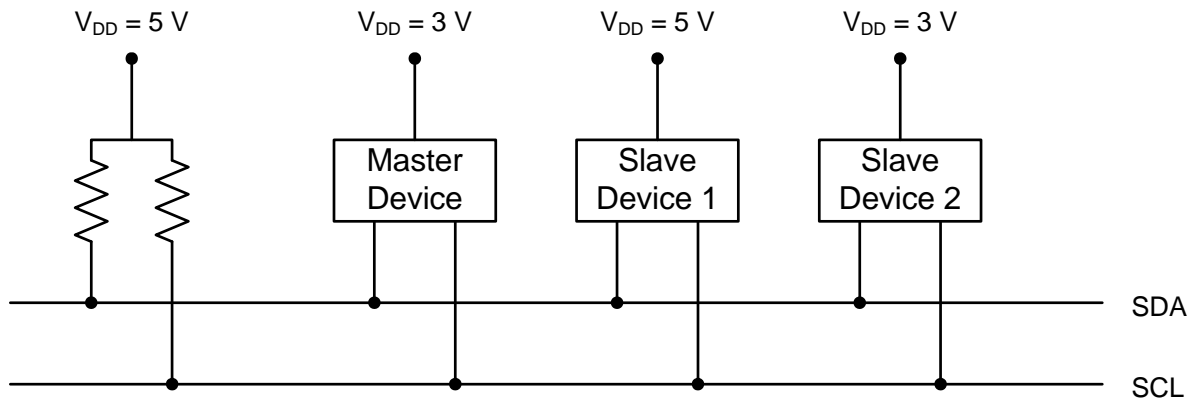 V_DD = 5 V
V_DD = 3 V
V_DD = 5 V
V_DD = 3 V
Master
Device
Slave
Device 1
Slave
Device 2
SDA
SCL